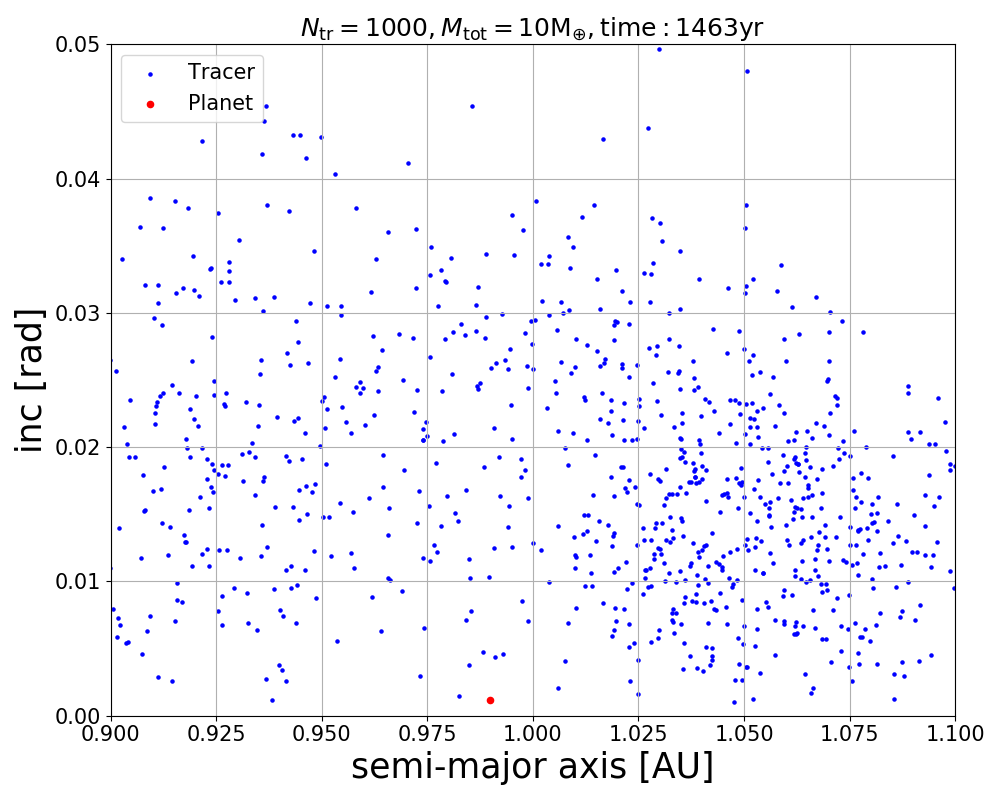 N_tr = 1000, M_tot = 10M_⊕, time : 1463yr
Tracer
Planet
0.05
0.04
0.03
0.02
0.01
0.00
inc [rad]
0.900 0.925 0.950 0.975 1.000 1.025 1.050 1.075 1.100
semi-major axis [AU]